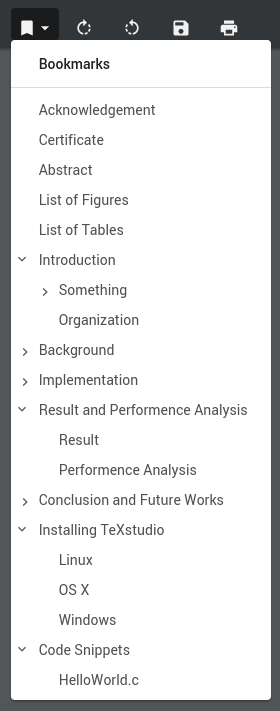 Bookmarks
Acknowledgement
Certificate
Abstract
List of Figures
List of Tables
Introduction
Something
Organization
Background
Implementation
Result and Performence Analysis
Result
Performence Analysis
Conclusion and Future Works
Installing TeXstudio
Linux
OS X
Windows
Code Snippets
HelloWorld.c